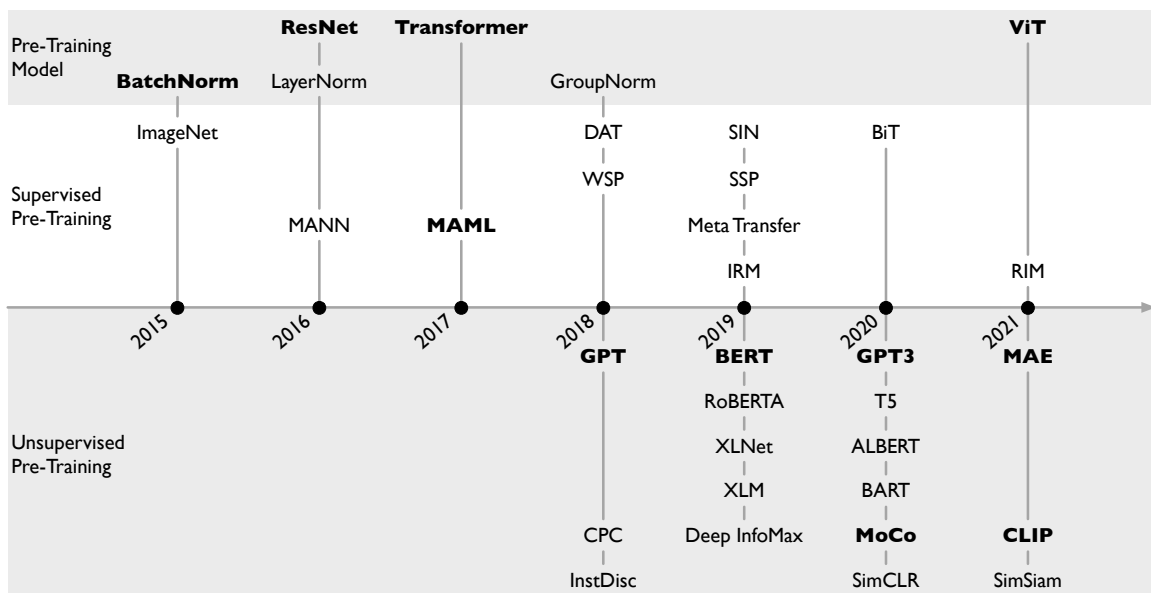 Pre-Training
Model
ResNet
Transformer
ViT
BatchNorm
LayerNorm
GroupNorm
Supervised
Pre-Training
ImageNet
DAT
SIN
BiT
WSP
SSP
MANN
MAML
Meta Transfer
IRM
RIM
2015
2016
2017
2018
2019
2020
2021
Unsupervised
Pre-Training
GPT
BERT
GPT3
MAE
RoBERTA
T5
XLNet
ALBERT
XLM
BART
CPC
Deep InfoMax
MoCo
CLIP
InstDisc
SimCLR
SimSiam